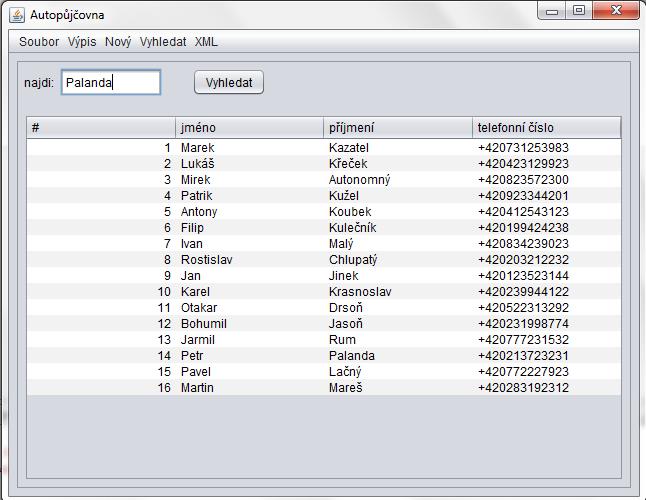 Autopůjčovna
Soubor Výpis Nový Vyhledat XML
najdi: Palanda Vyhledat
# jméno příjmení telefonní číslo
1 Marek Kazatel +420731253983
2 Lukáš Křeček +420423129923
3 Mirek Autonomný +420823572300
4 Patrik Kužel +420923344201
5 Antony Koubek +420412543123
6 Filip Kulečník +420199424238
7 Ivan Malý +420834239023
8 Rostislav Chlupatý +420203212232
9 Jan Jinek +420123523144
10 Karel Krasnoslav +420239944122
11 Otakar Drsoň +420522313292
12 Bohumil Jasoň +420231998774
13 Jarmil Rum +420777231532
14 Petr Palanda +420213723231
15 Pavel Lačný +420772227923
16 Martin Mareš +420283192312